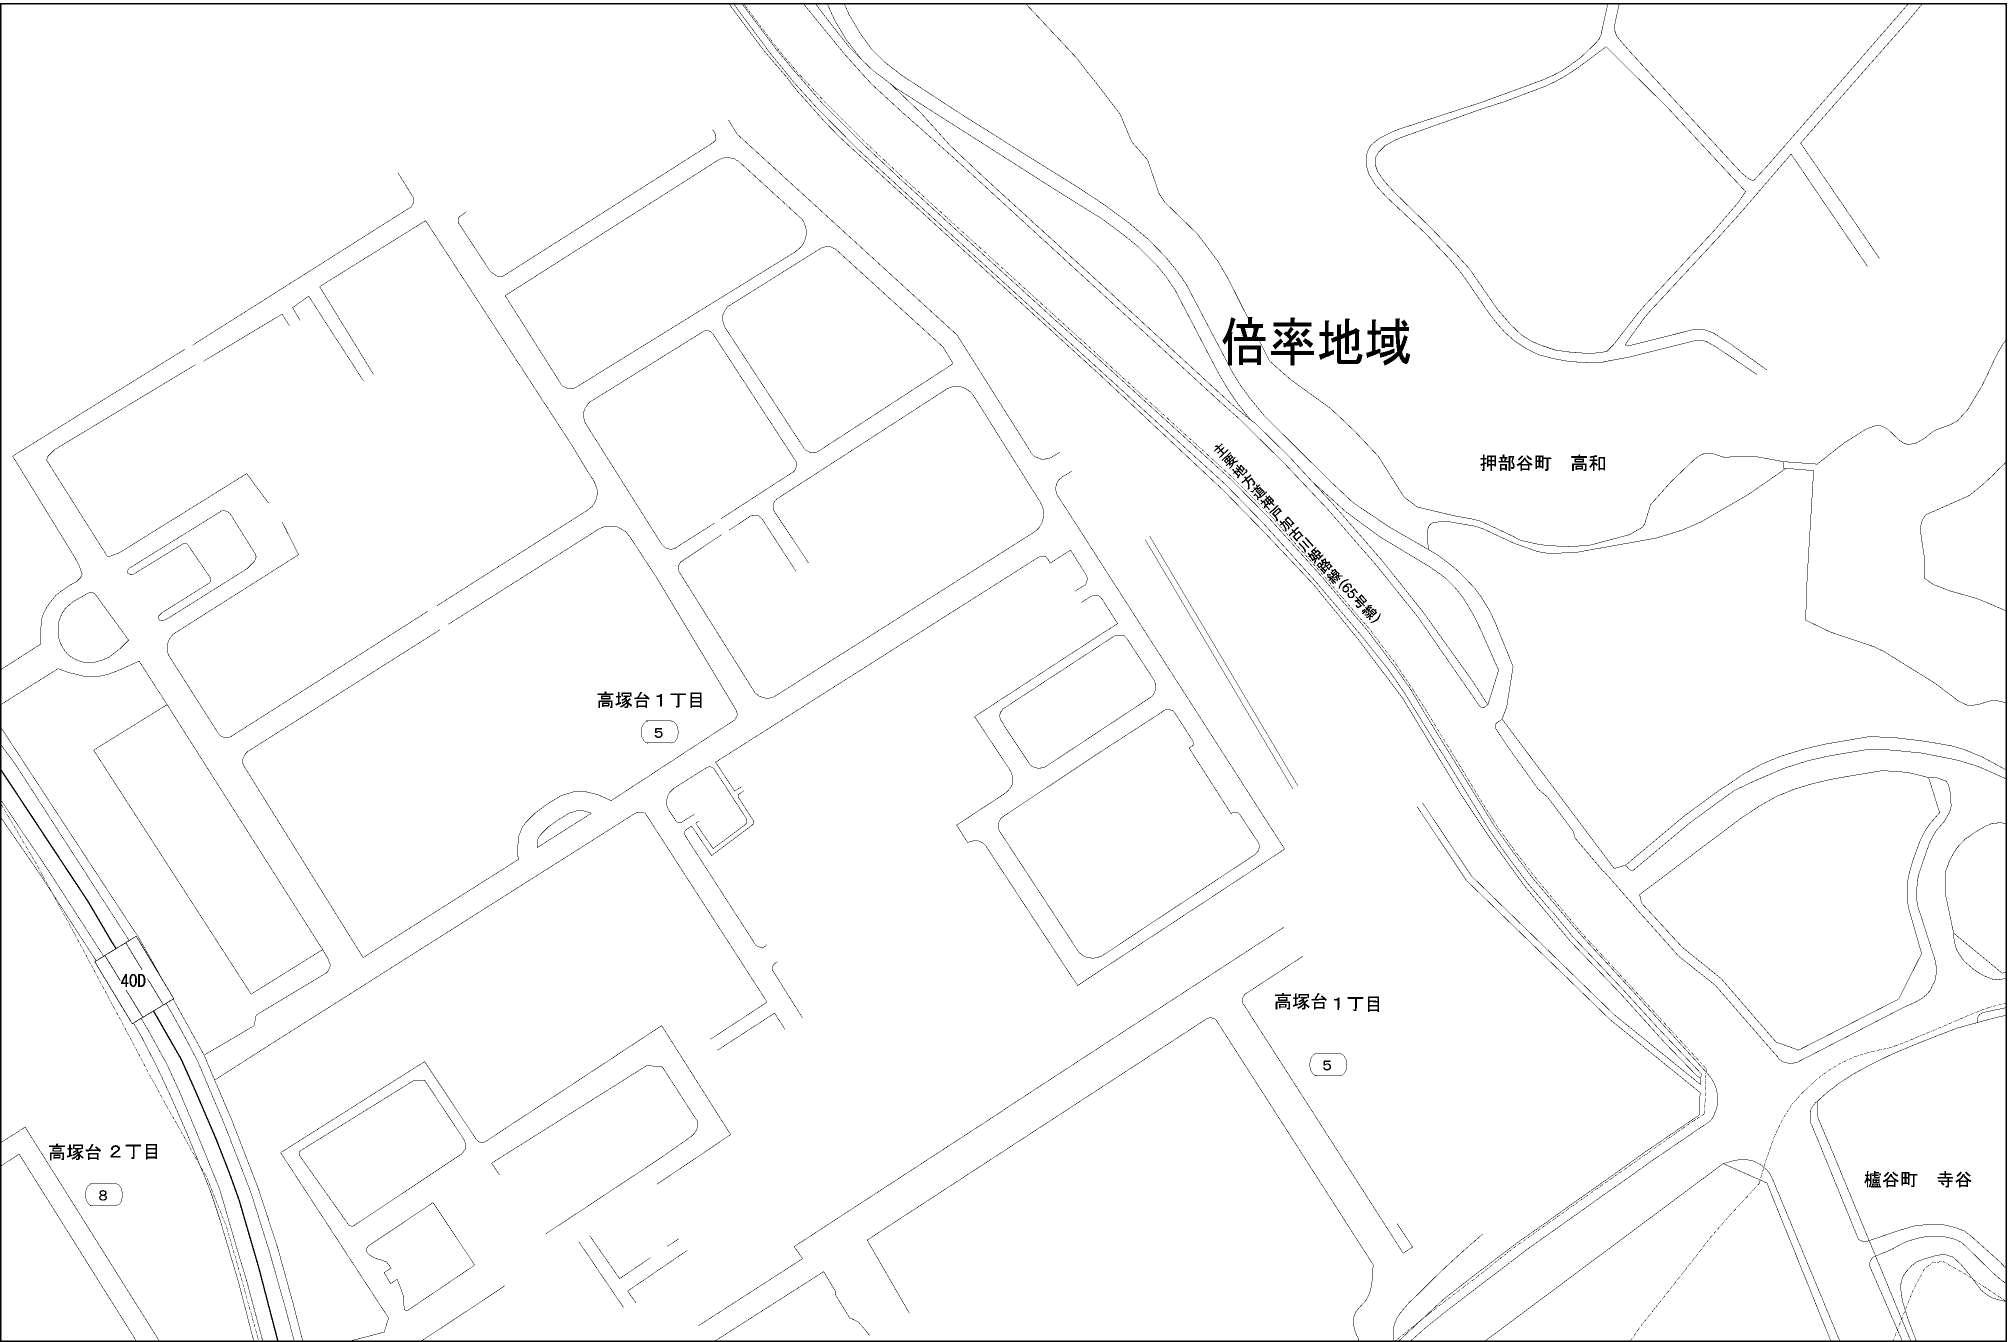 倍率地域
押部谷町　高和
主要地方道神戸加古川姫路線(65号線)
高塚台１丁目
5
40D
高塚台１丁目
5
高塚台２丁目
8
櫨谷町　寺谷